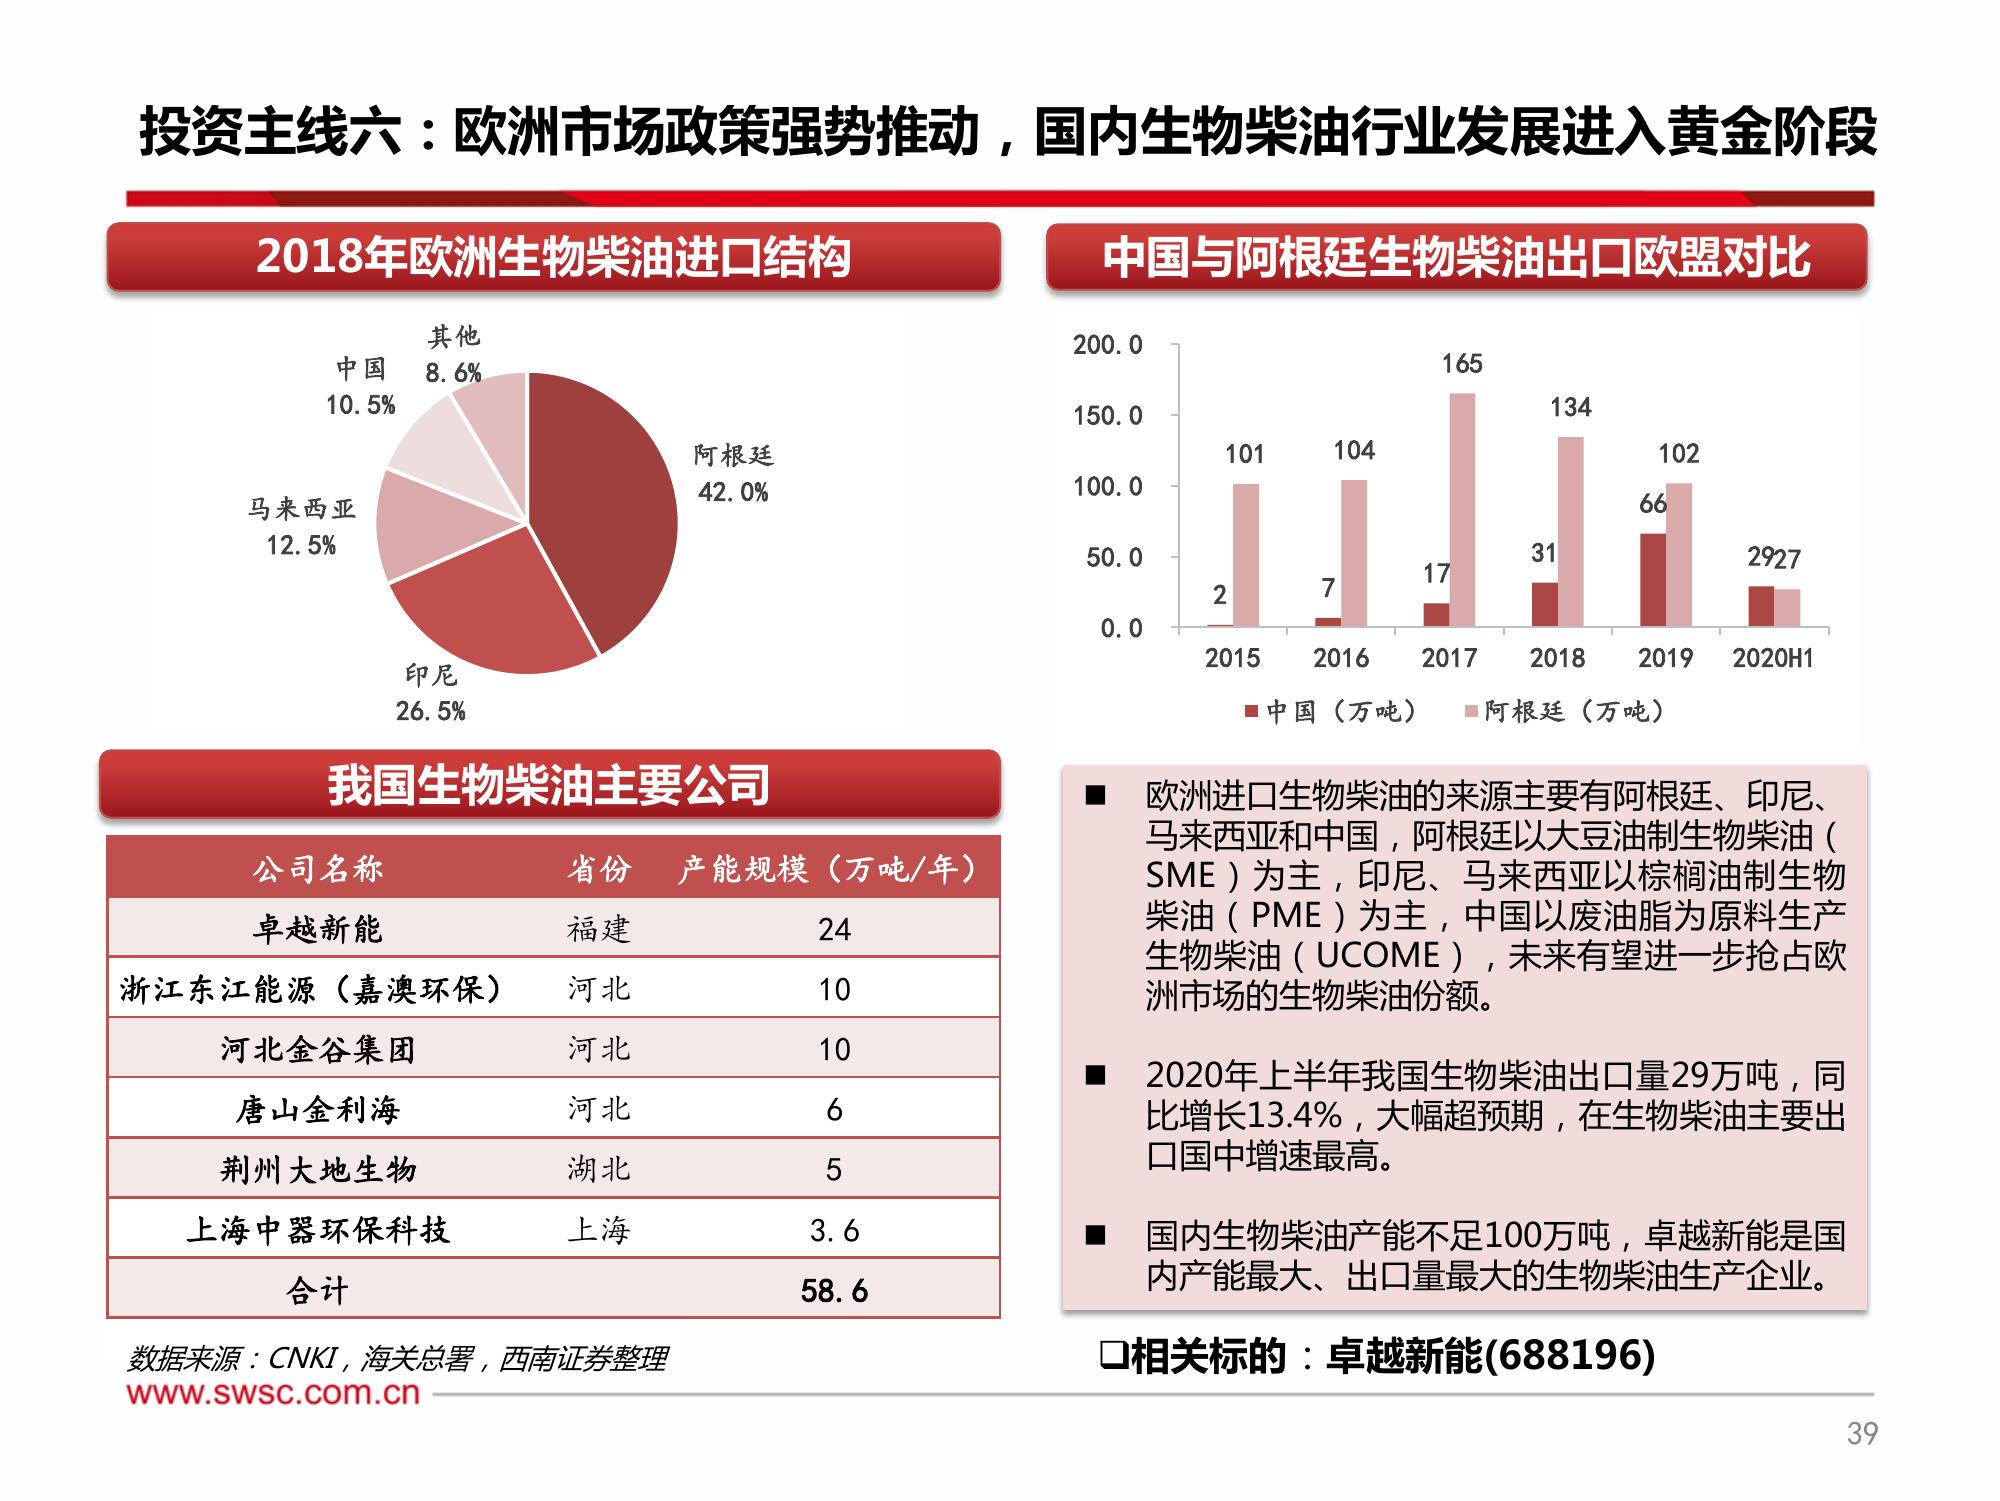 投资主线六：欧洲市场政策强势推动，国内生物柴油行业发展进入黄金阶段
2018年欧洲生物柴油进口结构
其他
8.6%
中国
10.5%
阿根廷
42.0%
马来西亚
12.5%
印尼
26.5%
中国与阿根廷生物柴油出口欧盟对比
200.0
150.0
100.0
50.0
0.0
2
101
7
104
17
165
31
134
66
102
29
27
2015 2016 2017 2018 2019 2020H1
中国（万吨） 阿根廷（万吨）
我国生物柴油主要公司
公司名称 省份 产能规模（万吨/年）
卓越新能 福建 24
浙江东江能源（嘉澳环保） 河北 10
河北金谷集团 河北 10
唐山金利海 河北 6
荆州大地生物 湖北 5
上海中器环保科技 上海 3.6
合计 58.6
■ 欧洲进口生物柴油的来源主要有阿根廷、印尼、
马来西亚和中国，阿根廷以大豆油制生物柴油（
SME）为主，印尼、马来西亚以棕榈油制生物
柴油（PME）为主，中国以废油脂为原料生产
生物柴油（UCOME），未来有望进一步抢占欧
洲市场的生物柴油份额。
■ 2020年上半年我国生物柴油出口量29万吨，同
比增长13.4%，大幅超预期，在生物柴油主要出
口国中增速最高。
■ 国内生物柴油产能不足100万吨，卓越新能是国
内产能最大、出口量最大的生物柴油生产企业。
数据来源：CNKI，海关总署，西南证券整理
❑相关标的：卓越新能(688196)
www.swsc.com.cn
39